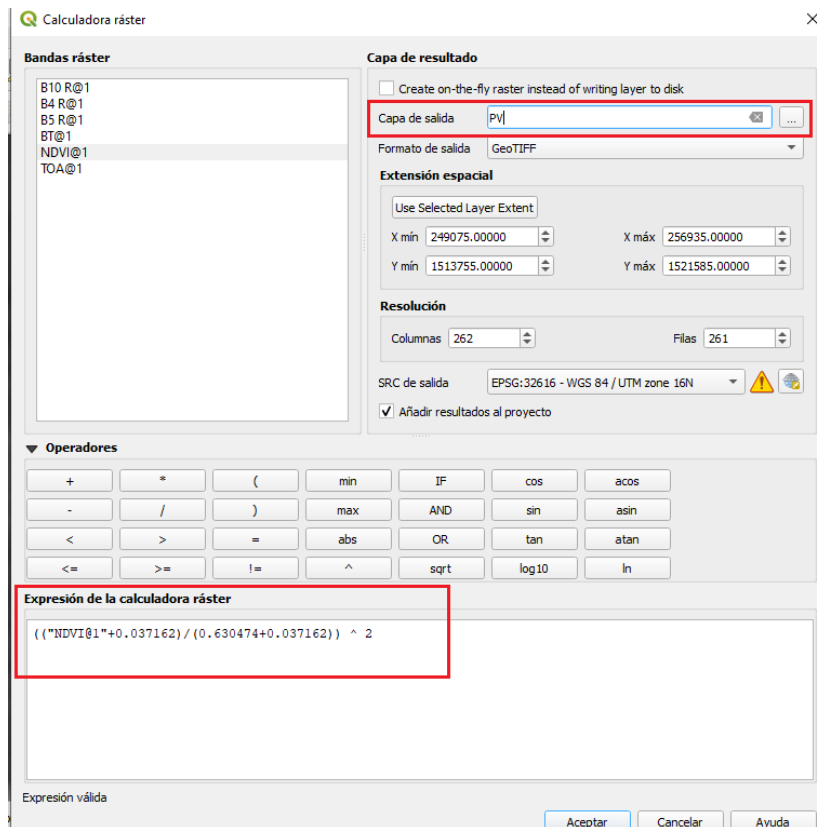 Calculadora ráster
Bandas ráster
B10 R@1
B4 R@1
B5 R@1
BT@1
NDVI@1
TOA@1
Capa de resultado
Create on-the-fly raster instead of writing layer to disk
Capa de salida PV ...
Formato de salida GeoTIFF
Extensión espacial
Use Selected Layer Extent
X mín 249075.00000 X máx 256935.00000
Y mín 1513755.00000 Y máx 1521585.00000
Resolución
Columnas 262 Filas 261
SRC de salida EPSG:32616 - WGS 84 / UTM zone 16N
Añadir resultados al proyecto
Operadores
+ * ( min IF cos acos
- / ) max AND sin asin
< > = abs OR tan atan
<= >= != ^ sqrt log10 ln
Expresión de la calculadora ráster
(("NDVI@1"+0.037162)/(0.630474+0.037162)) ^ 2
Expresión válida
Aceptar Cancelar Ayuda